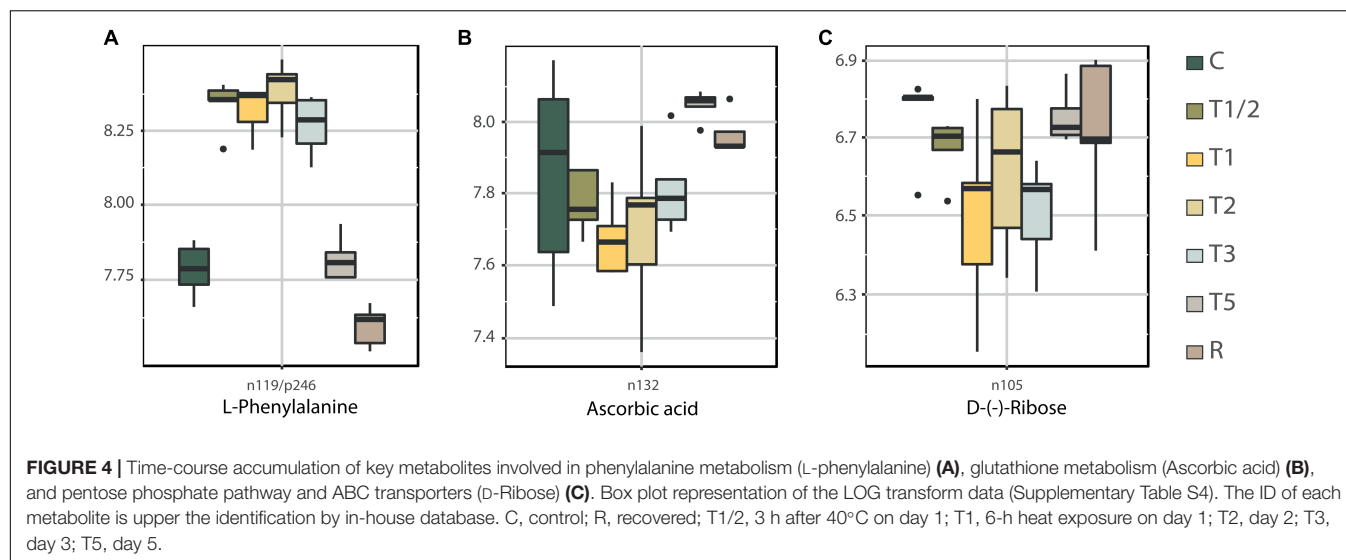 A
8.25
8.00
7.75
n119/p246
L-Phenylalanine
B
8.0
7.8
7.6
7.4
n132
Ascorbic acid
C
6.9
6.7
6.5
6.3
n105
D-(-)-Ribose
C
T1/2
T1
T2
T3
T5
R
FIGURE 4 | Time-course accumulation of key metabolites involved in phenylalanine metabolism (L-phenylalanine) (A), glutathione metabolism (Ascorbic acid) (B),
and pentose phosphate pathway and ABC transporters (D-Ribose) (C). Box plot representation of the LOG transform data (Supplementary Table S4). The ID of each
metabolite is upper the identification by in-house database. C, control; R, recovered; T1/2, 3 h after 40°C on day 1; T1, 6-h heat exposure on day 1; T2, day 2; T3,
day 3; T5, day 5.